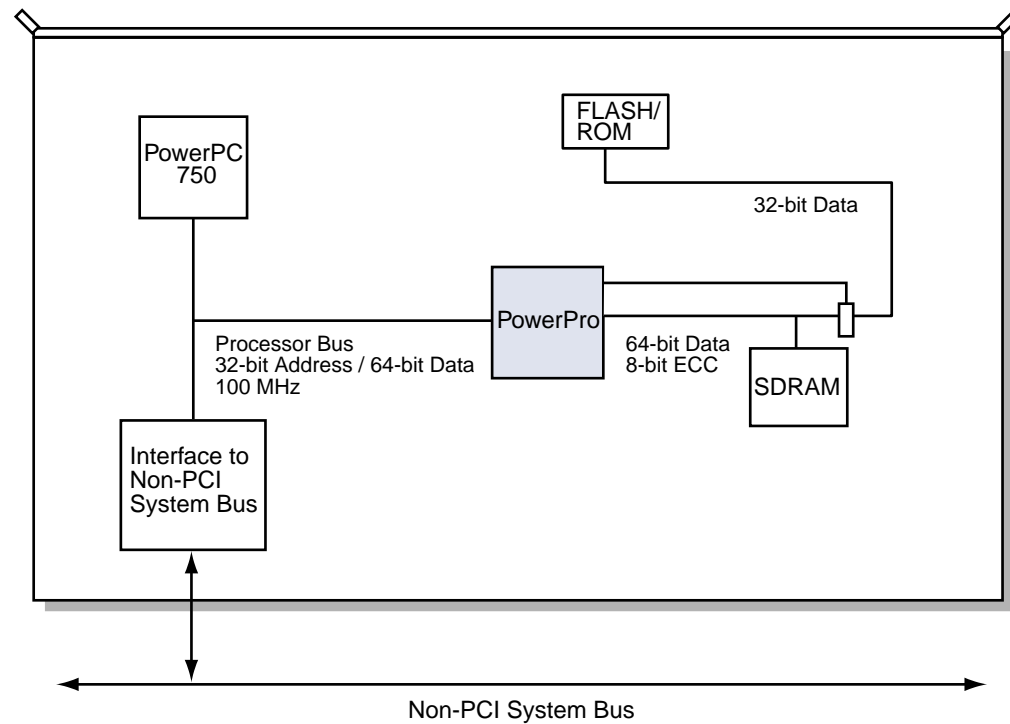 FLASH/
ROM
PowerPC
750
32-bit Data
PowerPro
Processor Bus
32-bit Address / 64-bit Data
100 MHz
64-bit Data
8-bit ECC
SDRAM
Interface to
Non-PCI
System Bus
Non-PCI System Bus